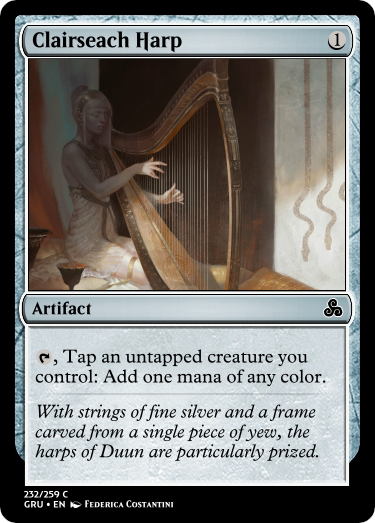 Clairseach Harp 1
Artifact
, Tap an untapped creature you
control: Add one mana of any color.
With strings of fine silver and a frame
carved from a single piece of yew, the
harps of Duun are particularly prized.
232/259 C
GRU • EN Federica Costantini